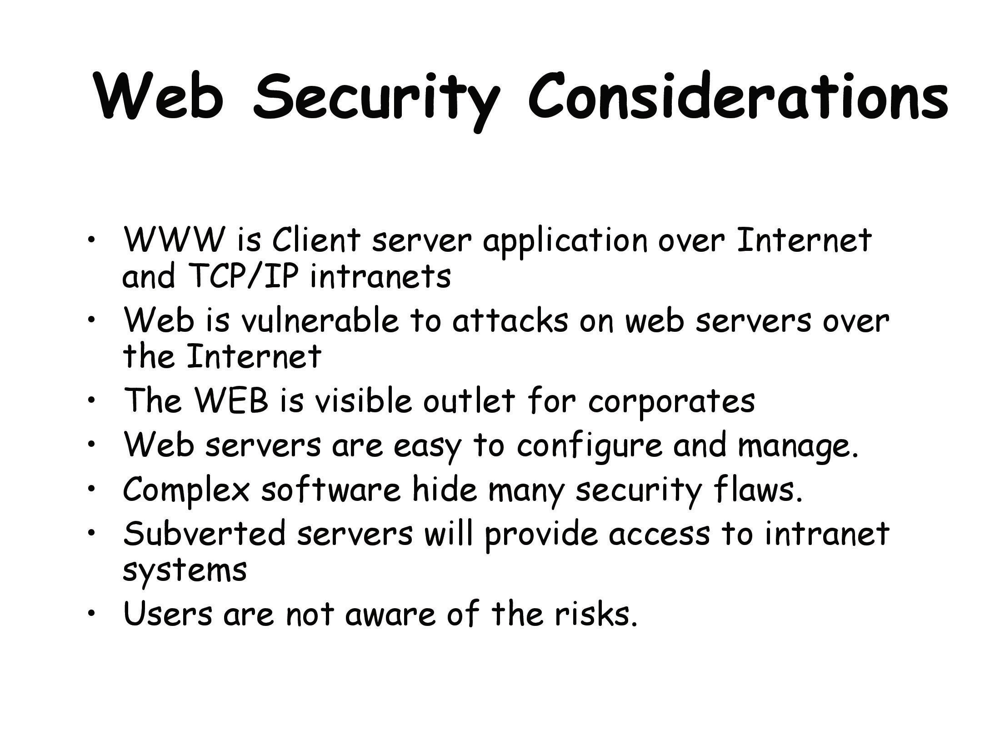 Web Security Considerations
• WWW is Client server application over Internet
and TCP/IP intranets
• Web is vulnerable to attacks on web servers over
the Internet
• The WEB is visible outlet for corporates
• Web servers are easy to configure and manage.
• Complex software hide many security flaws.
• Subverted servers will provide access to intranet
systems
• Users are not aware of the risks.